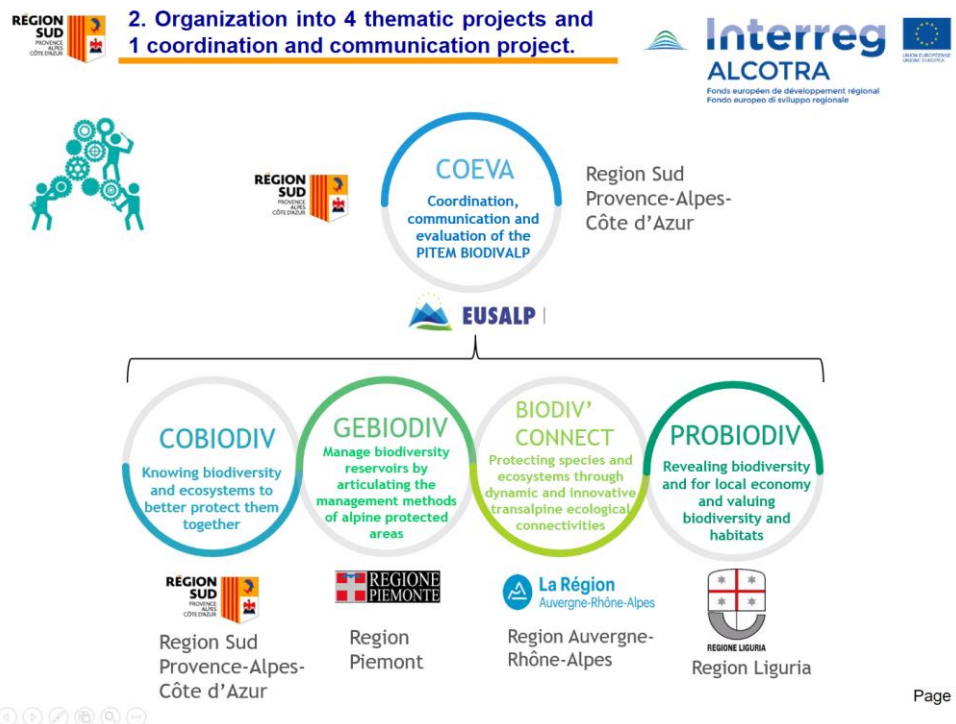 RÉGION
SUD
PROVENCE
ALPES
CÔTE D'AZUR
2. Organization into 4 thematic projects and
1 coordination and communication project.
Interreg
UNION EUROPÉENNE
UNIONE EUROPEA
ALCOTRA
Fonds européen de développement régional
Fondo europeo di sviluppo regionale
COEVA
Coordination,
communication and
evaluation of the
PITEM BIODIVALP
RÉGION
SUD
PROVENCE
ALPES
CÔTE D'AZUR
Region Sud
Provence-Alpes-
Côte d'Azur
EUSALP
COBIODIV
Knowing biodiversity
and ecosystems to
better protect them
together
GEBIODIV
Manage biodiversity
reservoirs by
articulating the
management methods
of alpine protected
areas
BIODIV'
CONNECT
Protecting species and
ecosystems through
dynamic and innovative
transalpine ecological
connectivities
PROBIODIV
Revealing biodiversity
and for local economy
and valuing
biodiversity and
habitats
RÉGION
SUD
PROVENCE
ALPES
CÔTE D'AZUR
Region Sud
Provence-Alpes-
Côte d'Azur
REGIONE
PIEMONTE
Region
Piemont
La Région
Auvergne-Rhône-Alpes
Region Auvergne-
Rhône-Alpes
REGIONE LIGURIA
Region Liguria
Page